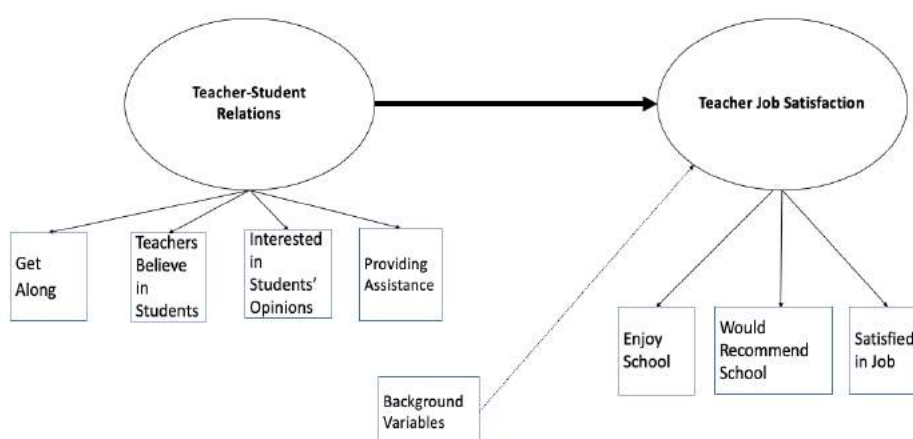 Teacher-Student
Relations
Teacher Job Satisfaction
Get
Along
Teachers
Believe
in
Students
Interested
in
Students'
Opinions
Providing
Assistance
Enjoy
School
Would
Recommend
School
Satisfied
in Job
Background
Variables